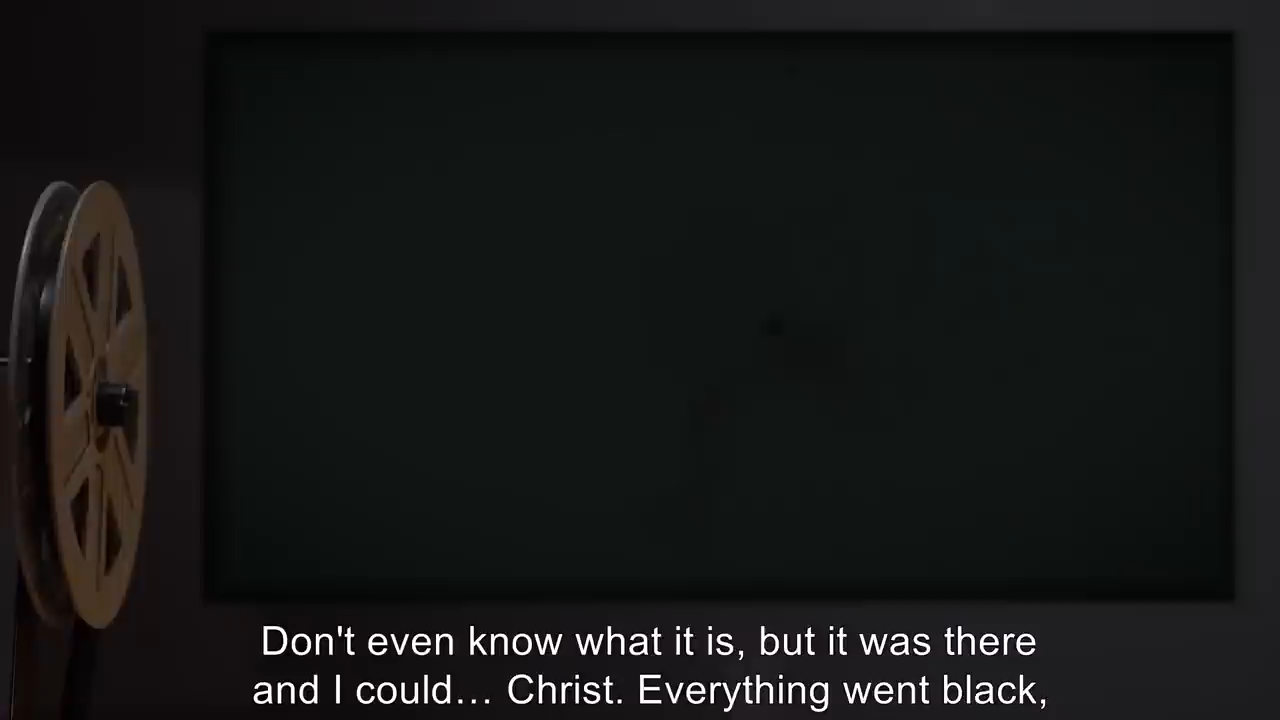 Don't even know what it is, but it was there
and I could… Christ. Everything went black,